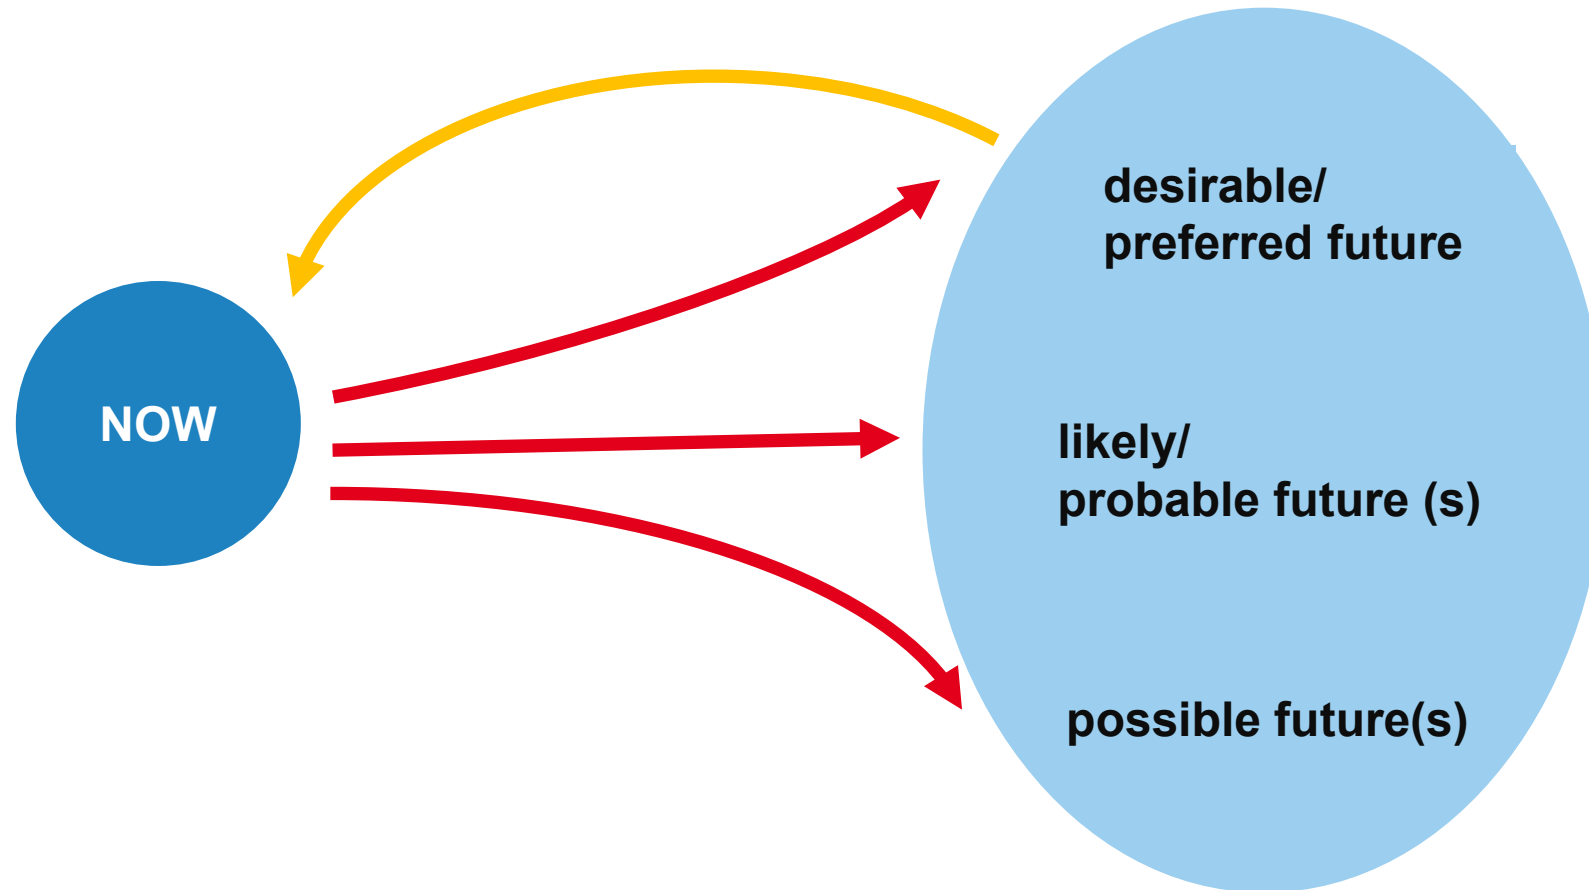 desirable/
preferred future
NOW
likely/
probable future (s)
possible future(s)